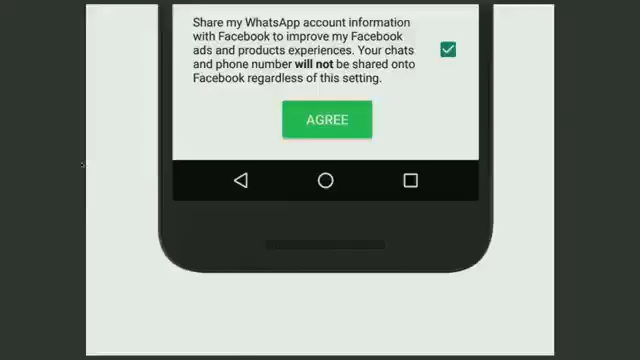 Share my WhatsApp account information
with Facebook to improve my Facebook
ads and products experiences. Your chats
and phone number will not be shared onto
Facebook regardless of this setting.
AGREE